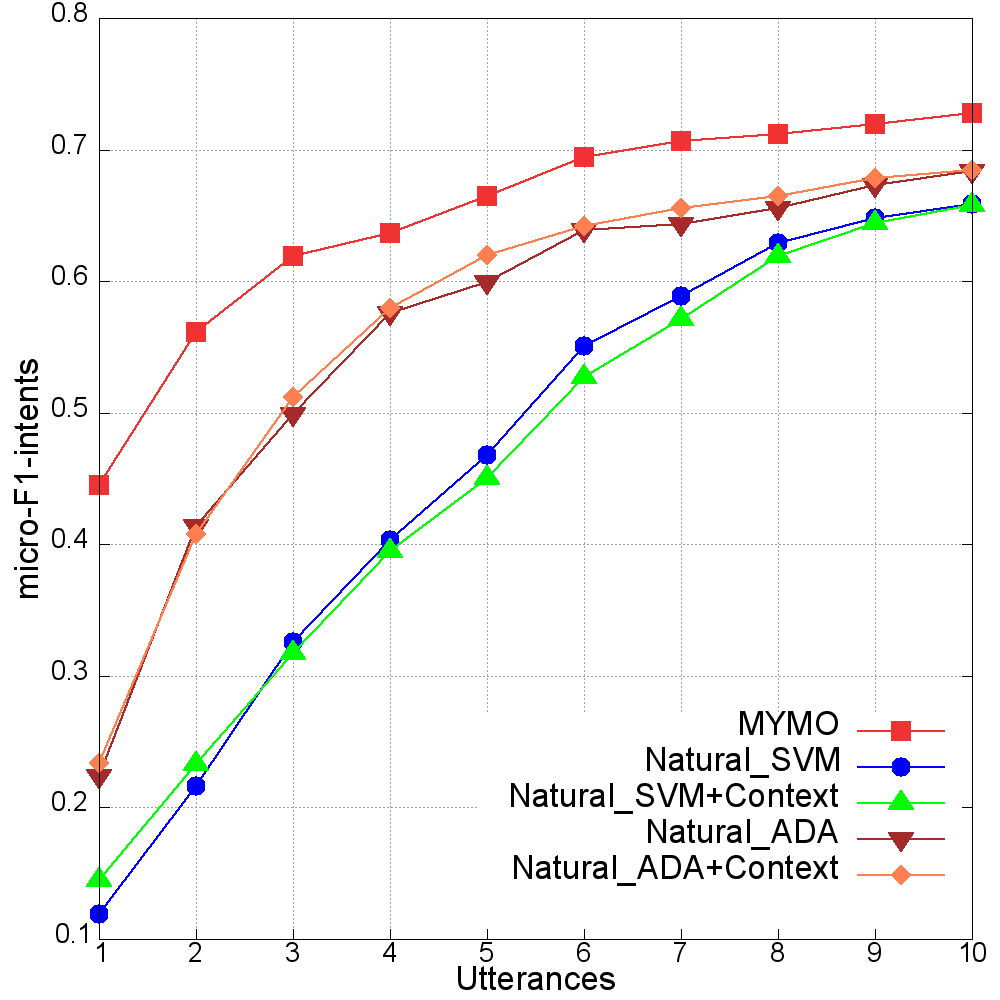 0.8
0.7
0.6
0.5
0.4
0.3
0.2
0.1
micro-F1-intents
MYMO
Natural_SVM
Natural_SVM+Context
Natural_ADA
Natural_ADA+Context
1 2 3 4 5 6 7 8 9 10
Utterances